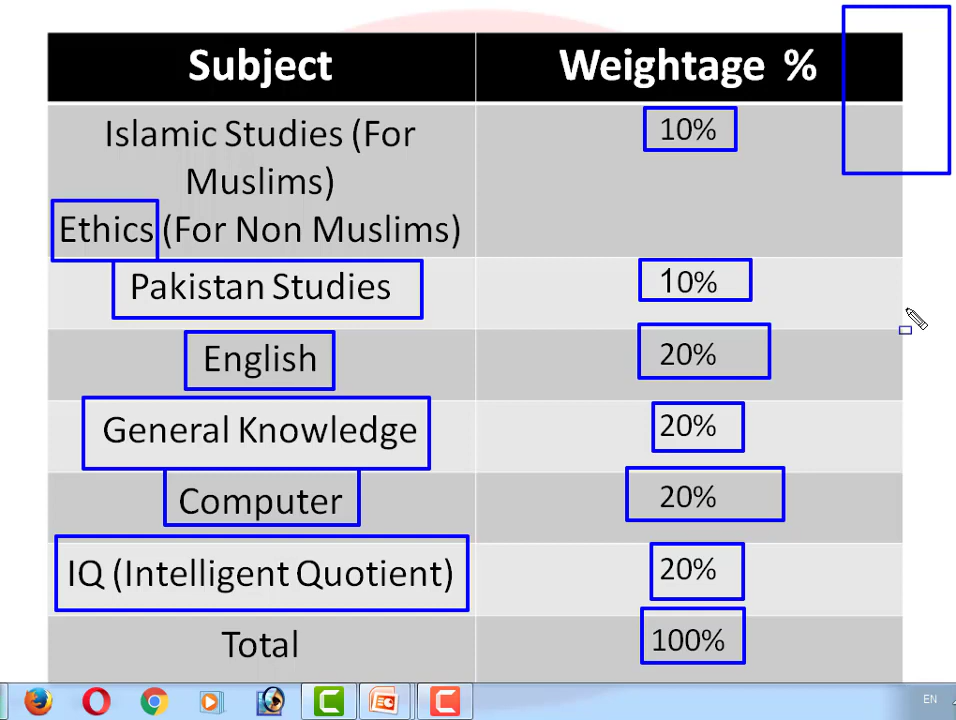 Subject Weightage %
Islamic Studies (For 10%
Muslims)
Ethics (For Non Muslims)
Pakistan Studies 10%
English 20%
General Knowledge 20%
Computer 20%
IQ (Intelligent Quotient) 20%
Total 100%
EN